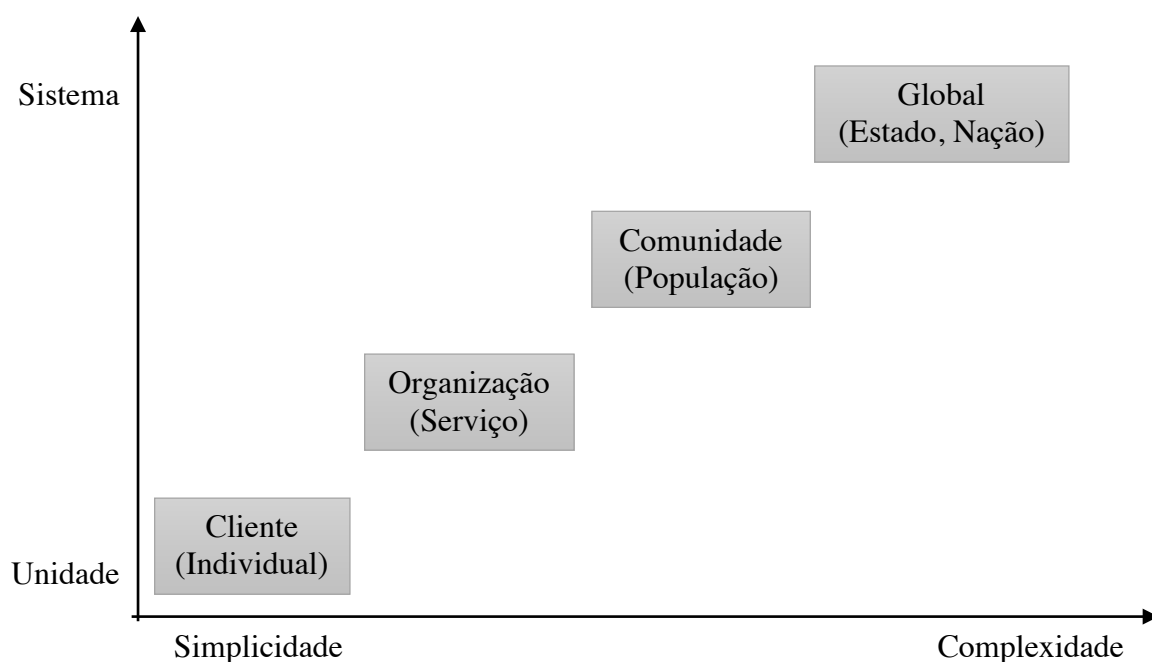 Sistema
Global
(Estado, Nação)
Comunidade
(População)
Organização
(Serviço)
Cliente
(Individual)
Unidade
Simplicidade
Complexidade